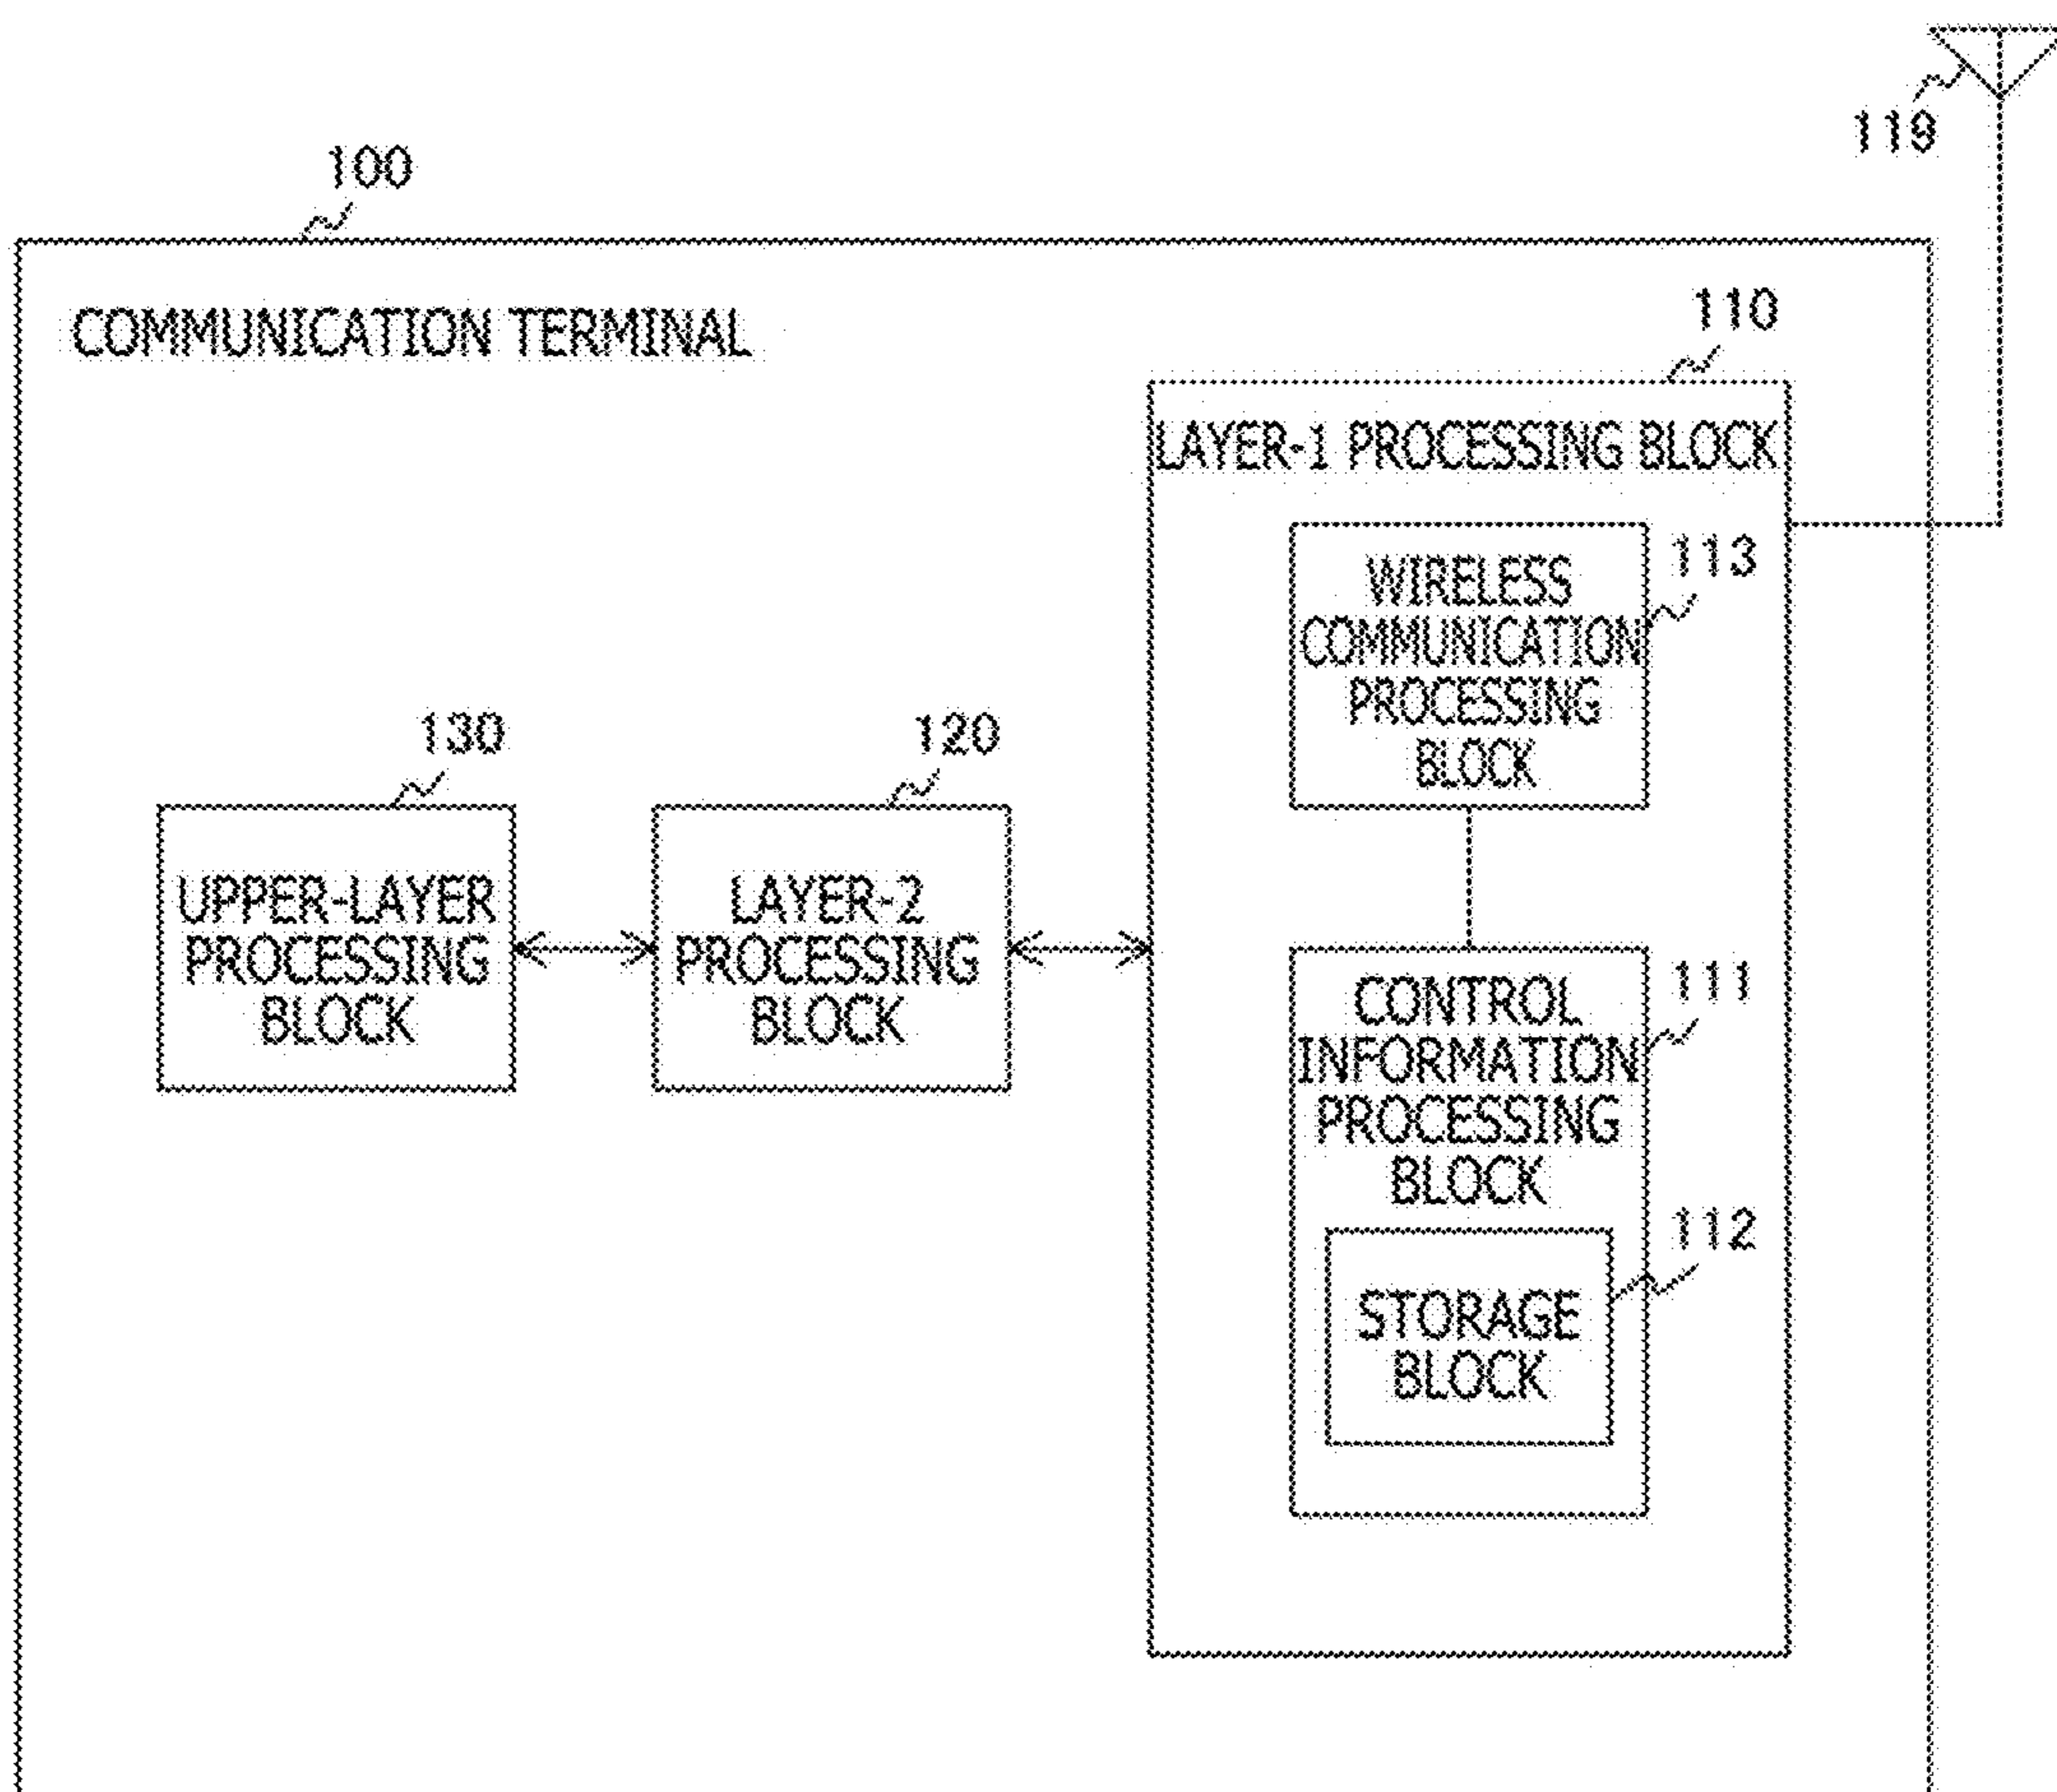 119
100
COMMUNICATION TERMINAL
110
LAYER-1 PROCESSING BLOCK
113
WIRELESS
COMMUNICATION
PROCESSING
BLOCK
130
UPPER-LAYER
PROCESSING
BLOCK
120
LAYER-2
PROCESSING
BLOCK
111
CONTROL
INFORMATION
PROCESSING
BLOCK
112
STORAGE
BLOCK